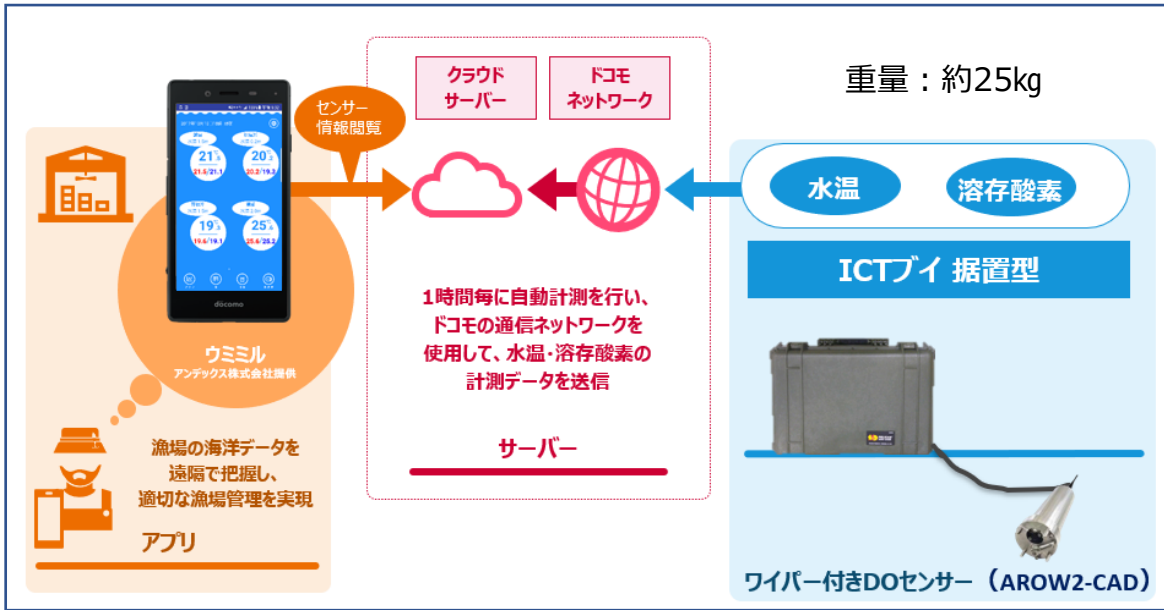 重量：約25kg
クラウド
サーバー
ドコモ
ネットワーク
センサー
情報閲覧
水温
溶存酸素
ICTブイ 据置型
21
21.5/21.1
20
20.2/19.2
19
19.6/19.1
25
25.6/25.2
docomo
ウミミル
アンデックス株式会社提供
1時間毎に自動計測を行い、
ドコモの通信ネットワークを
使用して、水温・溶存酸素の
計測データを送信
サーバー
漁場の海洋データを
遠隔で把握し、
適切な漁場管理を実現
アプリ
ワイパー付きDOセンサー（AROW2-CAD）